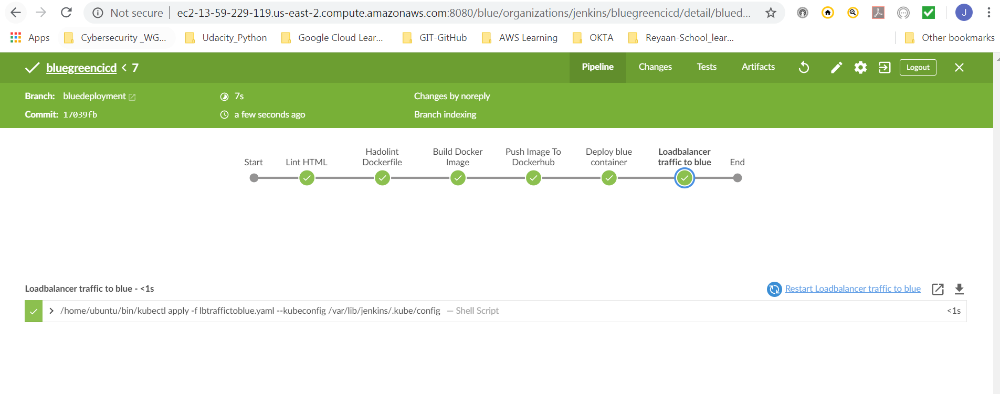 Not secure | ec2-13-59-229-119.us-east-2.compute.amazonaws.com:8080/blue/organizations/jenkins/bluegreencicd/detail/blued... J
Apps Cybersecurity _WG... Udacity_Python Google Cloud Lear... GIT-GitHub AWS Learning OKTA Reyaan-School_lear... Other bookmarks
bluegreencicd < 7 Pipeline Changes Tests Artifacts Logout
Branch: bluedeployment 7s Changes by noreply
Commit: 17039fb a few seconds ago Branch indexing
Start
Lint HTML
Hadolint
Dockerfile
Build Docker
Image
Push Image To
Dockerhub
Deploy blue
container
Loadbalancer
traffic to blue
End
Loadbalancer traffic to blue - <1s Restart Loadbalancer traffic to blue
/home/ubuntu/bin/kubectl apply -f lbtraffictoblue.yaml --kubeconfig /var/lib/jenkins/.kube/config — Shell Script <1s